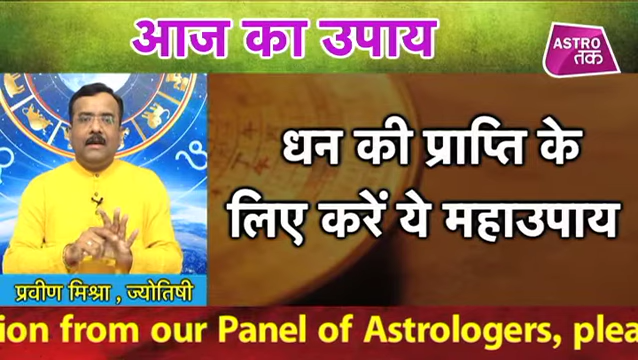 आज का उपाय
ASTRO
तक
धन की प्राप्ति के
लिए करें ये महाउपाय
प्रवीण मिश्रा , ज्योतिषी
ion from our Panel of Astrologers, plea